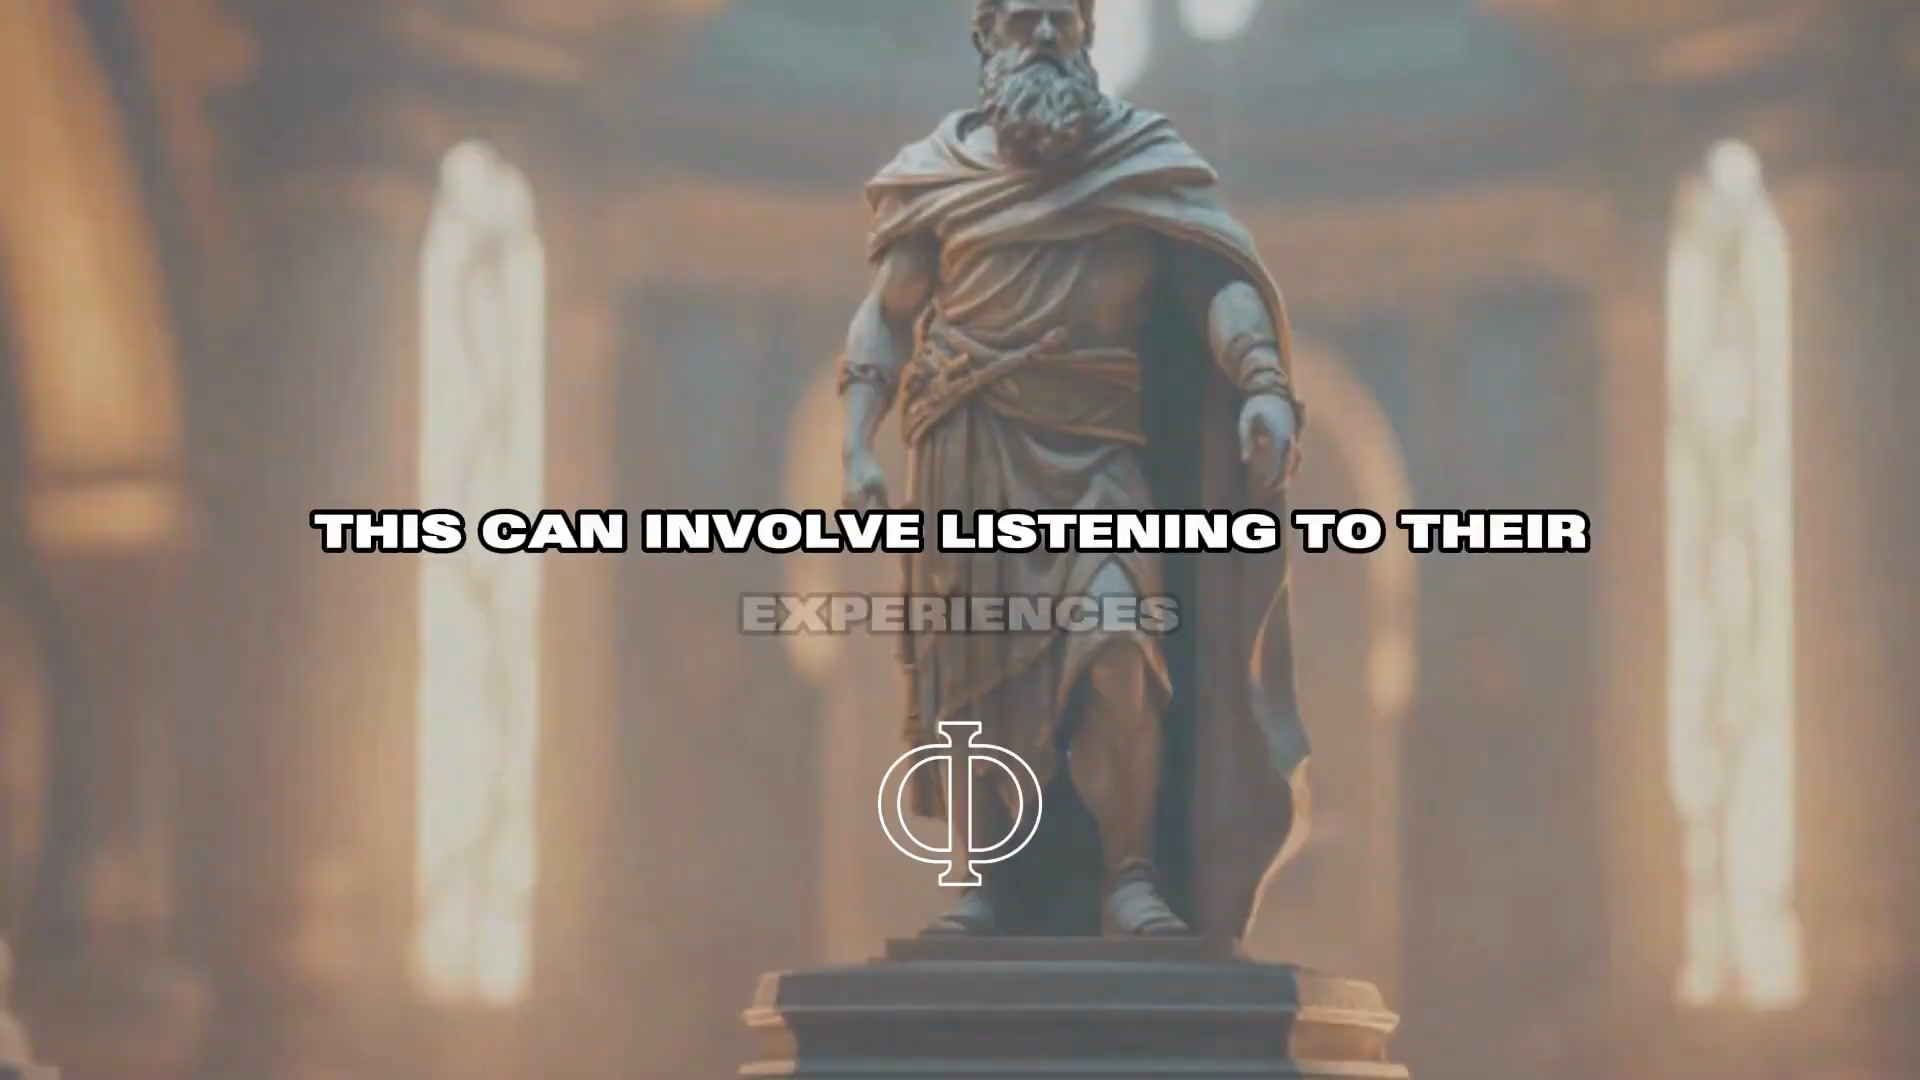 THIS CAN INVOLVE LISTENING TO THEIR
EXPERIENCES
Φ